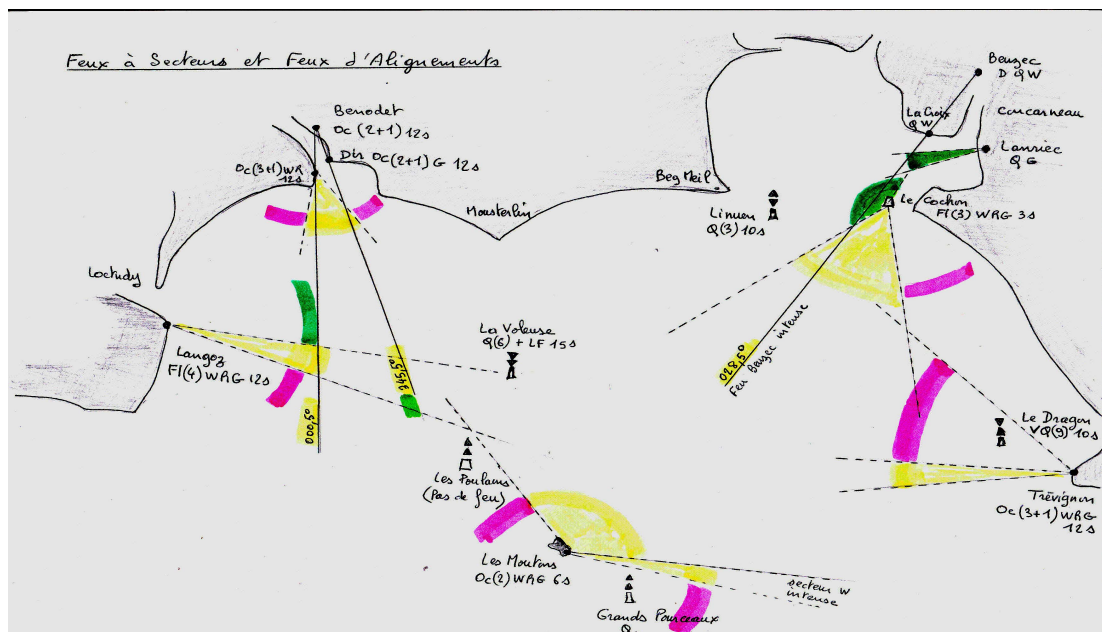 Feux à Secteurs et Feux d'Alignements
Benodet
Oc(2+1) 12s
Dir Oc(2+1) G 12s
Oc(3+1) WR
12s
Beuzec
D QW
La Croix
QW
Concarneau
Lanriec
QG
Beg Meil
Mousterlin
Linuen
Q(3) 10s
Le Cochon
Fl(3) WRG 3s
Loctudy
Langoz
Fl(4) WRG 12s
La Voleuse
Q(6) + LF 15s
000,5°
345,5°
028,5°
Feu Beuzec intense
Les Poulains
(Pas de feu)
Le Dragon
VQ(9) 10s
Trévignon
Oc(3+1) WRG
12s
Les Moutons
Oc(2) WRG 6s
secteur W
intense
Grands Pourceaux
Q